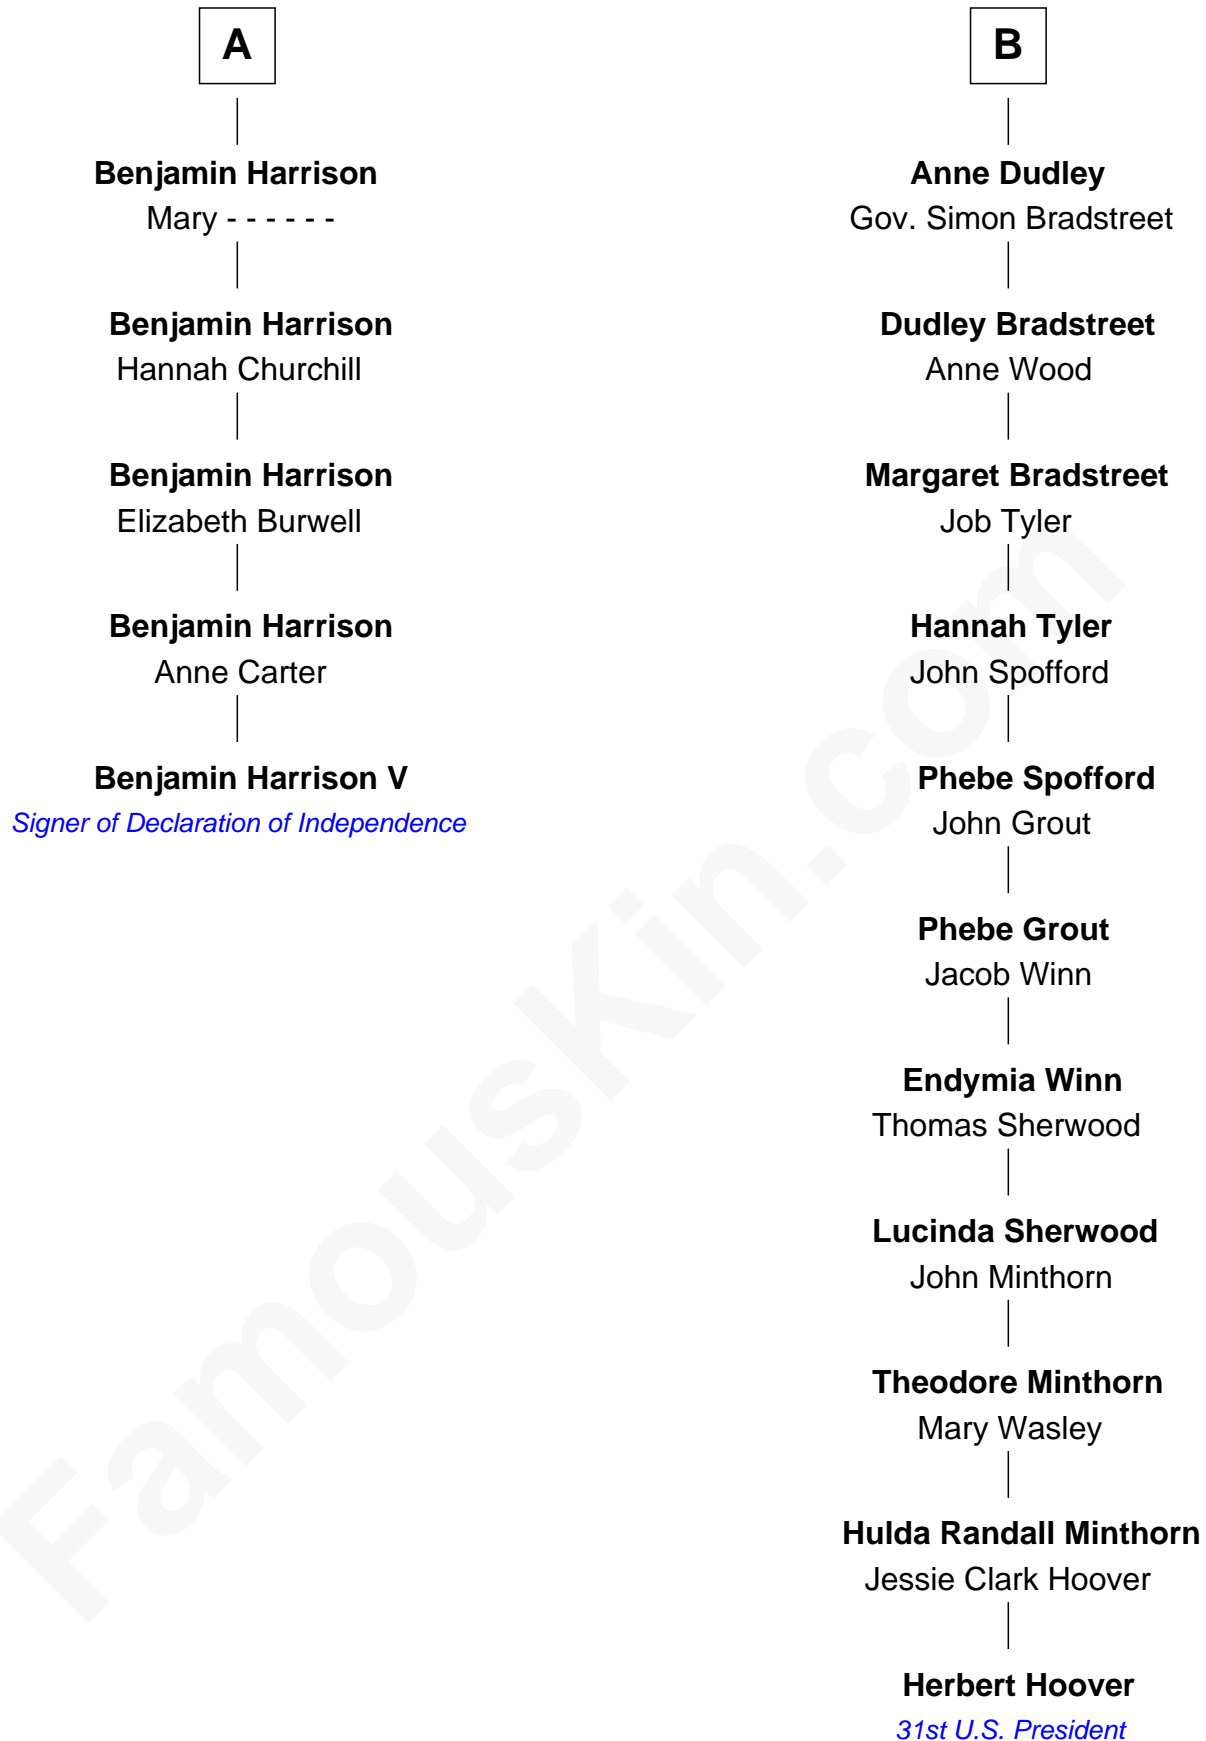 A
Benjamin Harrison
Mary - - - - - -
Benjamin Harrison
Hannah Churchill
Benjamin Harrison
Elizabeth Burwell
Benjamin Harrison
Anne Carter
Benjamin Harrison V
Signer of Declaration of Independence
B
Anne Dudley
Gov. Simon Bradstreet
Dudley Bradstreet
Anne Wood
Margaret Bradstreet
Job Tyler
Hannah Tyler
John Spofford
Phebe Spofford
John Grout
Phebe Grout
Jacob Winn
Endymia Winn
Thomas Sherwood
Lucinda Sherwood
John Minthorn
Theodore Minthorn
Mary Wasley
Hulda Randall Minthorn
Jessie Clark Hoover
Herbert Hoover
31st U.S. President
FamousKin.com